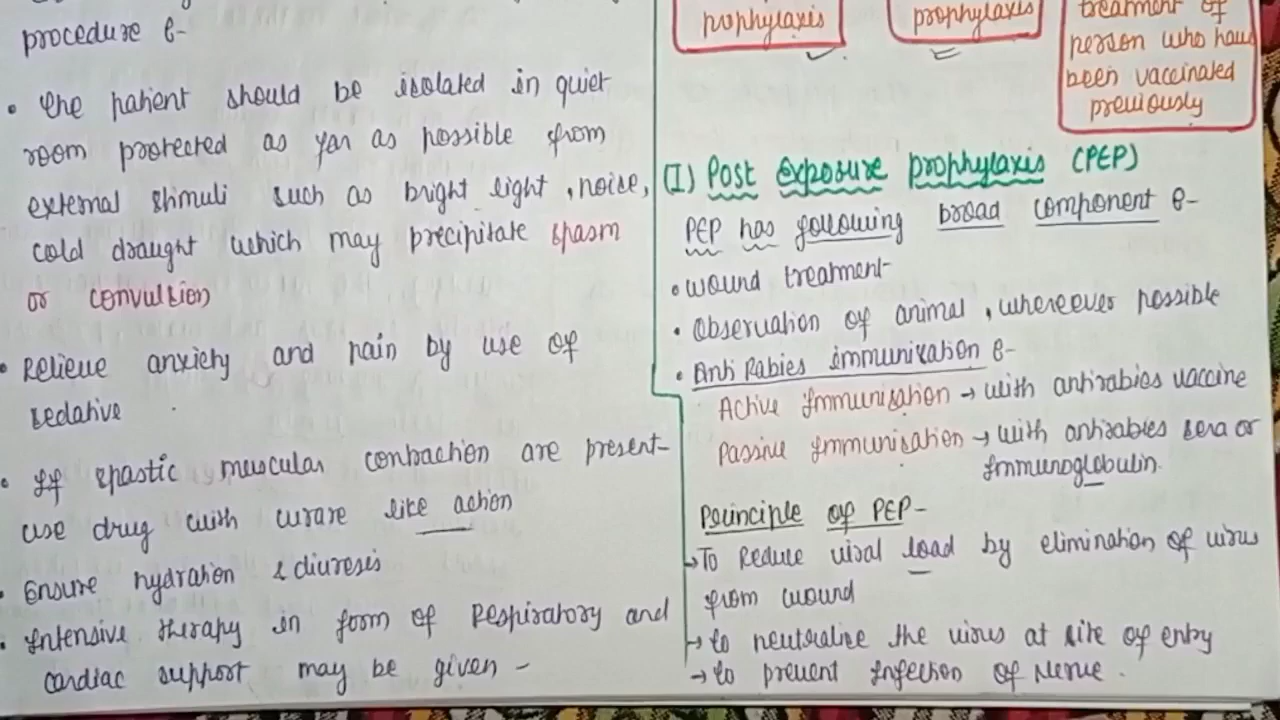 procedure :-
• The patient should be isolated in quiet
room protected as far as possible from
external stimuli such as bright light, noise,
cold draught which may precipitate spasm
or convulsion
• Relieve anxiety and pain by use of
sedative
• If spastic muscular contraction are present-
use drug with curare like action
• Ensure hydration & diuresis
• Intensive therapy in form of Respiratory and
cardiac support may be given -
prophylaxis
prophylaxis
treatment of
person who have
been vaccinated
previously
(I) Post Exposure prophylaxis (PEP)
PEP has following broad component :-
• wound treatment-
• Observation of animal, whereever possible
• Anti Rabies immunization :-
Active Immunisation → with antirabies vaccine
Passive Immunisation → with antirabies sera or
Immunoglobulin.
Principle of PEP-
→ To Reduce viral load by elimination of virus
from wound
→ to neutralise the virus at site of entry
→ to prevent Infection of Nerve.